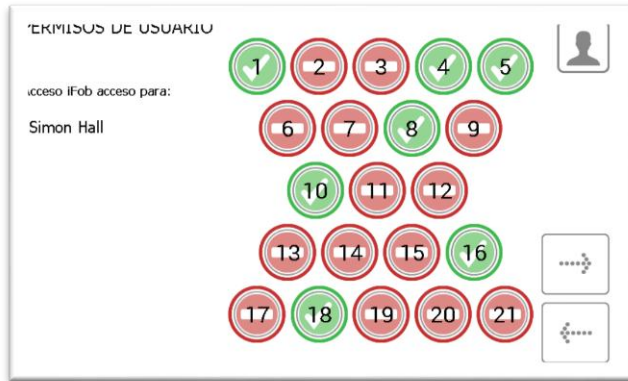 ERMISOS DE USUARIO
1 2 3 4 5
cceso iFob acceso para:
6 7 8 9
Simon Hall
10 11 12
13 14 15 16
17 18 19 20 21